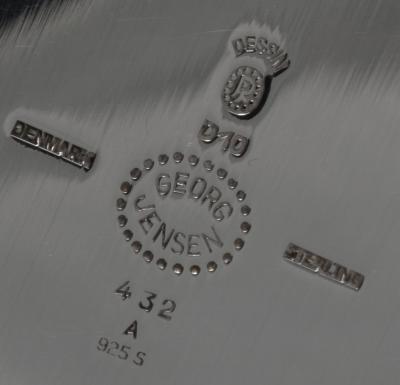 DESSIN
D10
DENMARK
GEORG
JENSEN
STERLING
432
A
925 S